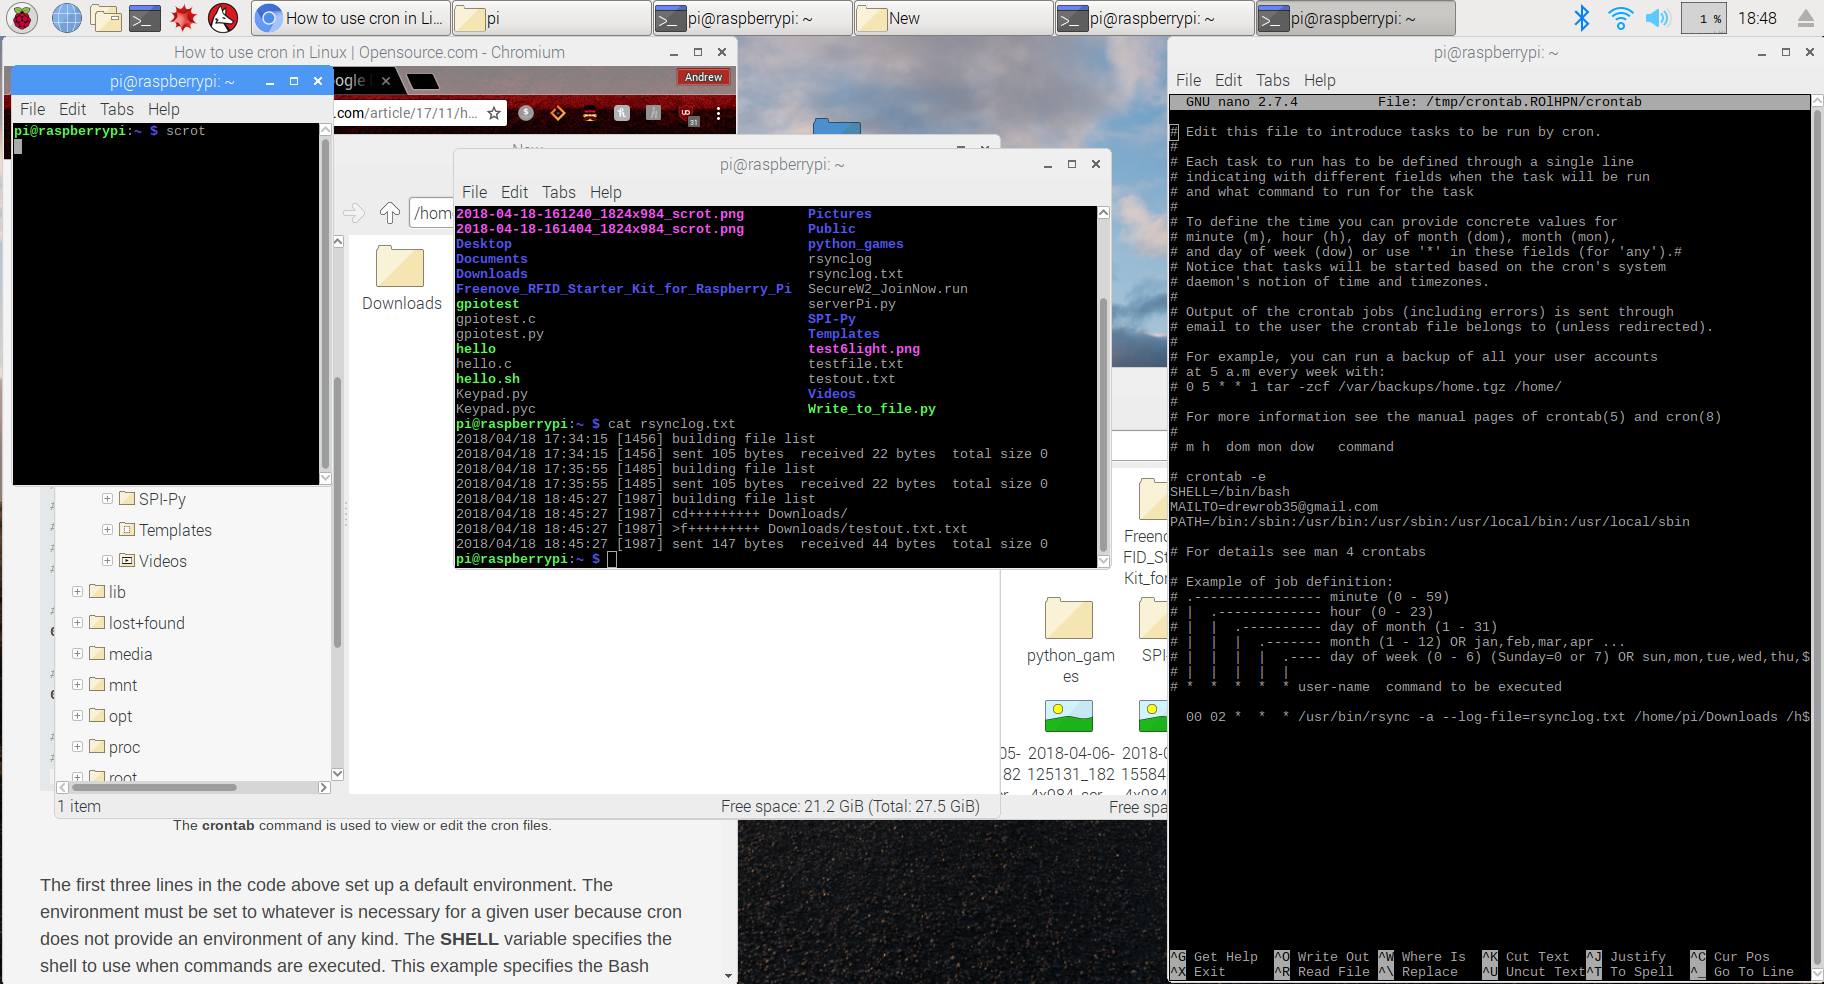 How to use cron in Li...
pi
pi@raspberrypi: ~
New
pi@raspberrypi: ~
pi@raspberrypi: ~
1 %
18:48
How to use cron in Linux | Opensource.com - Chromium
Andrew
.com/article/17/11/h...
31
pi@raspberrypi: ~
File Edit Tabs Help
pi@raspberrypi:~ $ scrot
/hom
Downloads
SPI-Py
Templates
Videos
lib
lost+found
media
mnt
opt
proc
root
1 item
Free space: 21.2 GiB (Total: 27.5 GiB)
pi@raspberrypi: ~
File Edit Tabs Help
2018-04-18-161240_1824x984_scrot.png Pictures
2018-04-18-161404_1824x984_scrot.png Public
Desktop python_games
Documents rsynclog
Downloads rsynclog.txt
Freenove_RFID_Starter_Kit_for_Raspberry_Pi SecureW2_JoinNow.run
gpiotest serverPi.py
gpiotest.c SPI-Py
gpiotest.py Templates
hello test6light.png
hello.c testfile.txt
hello.sh testout.txt
Keypad.py Videos
Keypad.pyc Write_to_file.py
pi@raspberrypi:~ $ cat rsynclog.txt
2018/04/18 17:34:15 [1456] building file list
2018/04/18 17:34:15 [1456] sent 105 bytes  received 22 bytes  total size 0
2018/04/18 17:35:55 [1485] building file list
2018/04/18 17:35:55 [1485] sent 105 bytes  received 22 bytes  total size 0
2018/04/18 18:45:27 [1987] building file list
2018/04/18 18:45:27 [1987] cd+++++++++ Downloads/
2018/04/18 18:45:27 [1987] >f+++++++++ Downloads/testout.txt.txt
2018/04/18 18:45:27 [1987] sent 147 bytes  received 44 bytes  total size 0
pi@raspberrypi:~ $
Freeno
FID_St
Kit_for
python_gam
es
SPI-
2018-04-06-
125131_182
2018-0
15584
Free spa
The crontab command is used to view or edit the cron files.
The first three lines in the code above set up a default environment. The
environment must be set to whatever is necessary for a given user because cron
does not provide an environment of any kind. The SHELL variable specifies the
shell to use when commands are executed. This example specifies the Bash
pi@raspberrypi: ~
File Edit Tabs Help
GNU nano 2.7.4 File: /tmp/crontab.ROlHPN/crontab
# Edit this file to introduce tasks to be run by cron.
#
# Each task to run has to be defined through a single line
# indicating with different fields when the task will be run
# and what command to run for the task
#
# To define the time you can provide concrete values for
# minute (m), hour (h), day of month (dom), month (mon),
# and day of week (dow) or use '*' in these fields (for 'any').#
# Notice that tasks will be started based on the cron's system
# daemon's notion of time and timezones.
#
# Output of the crontab jobs (including errors) is sent through
# email to the user the crontab file belongs to (unless redirected).
#
# For example, you can run a backup of all your user accounts
# at 5 a.m every week with:
# 0 5 * * 1 tar -zcf /var/backups/home.tgz /home/
#
# For more information see the manual pages of crontab(5) and cron(8)
#
# m h  dom mon dow   command
# crontab -e
SHELL=/bin/bash
MAILTO=drewrob35@gmail.com
PATH=/bin:/sbin:/usr/bin:/usr/sbin:/usr/local/bin:/usr/local/sbin
# For details see man 4 crontabs
# Example of job definition:
# .---------------- minute (0 - 59)
# |  .------------- hour (0 - 23)
# |  |  .---------- day of month (1 - 31)
# |  |  |  .------- month (1 - 12) OR jan,feb,mar,apr ...
# |  |  |  |  .---- day of week (0 - 6) (Sunday=0 or 7) OR sun,mon,tue,wed,thu,$
# |  |  |  |  |
# *  *  *  *  * user-name  command to be executed
00 02 *  *  * /usr/bin/rsync -a --log-file=rsynclog.txt /home/pi/Downloads /h$
^G Get Help ^O Write Out ^W Where Is ^K Cut Text ^J Justify ^C Cur Pos
^X Exit ^R Read File ^\ Replace ^U Uncut Text ^T To Spell ^_ Go To Line